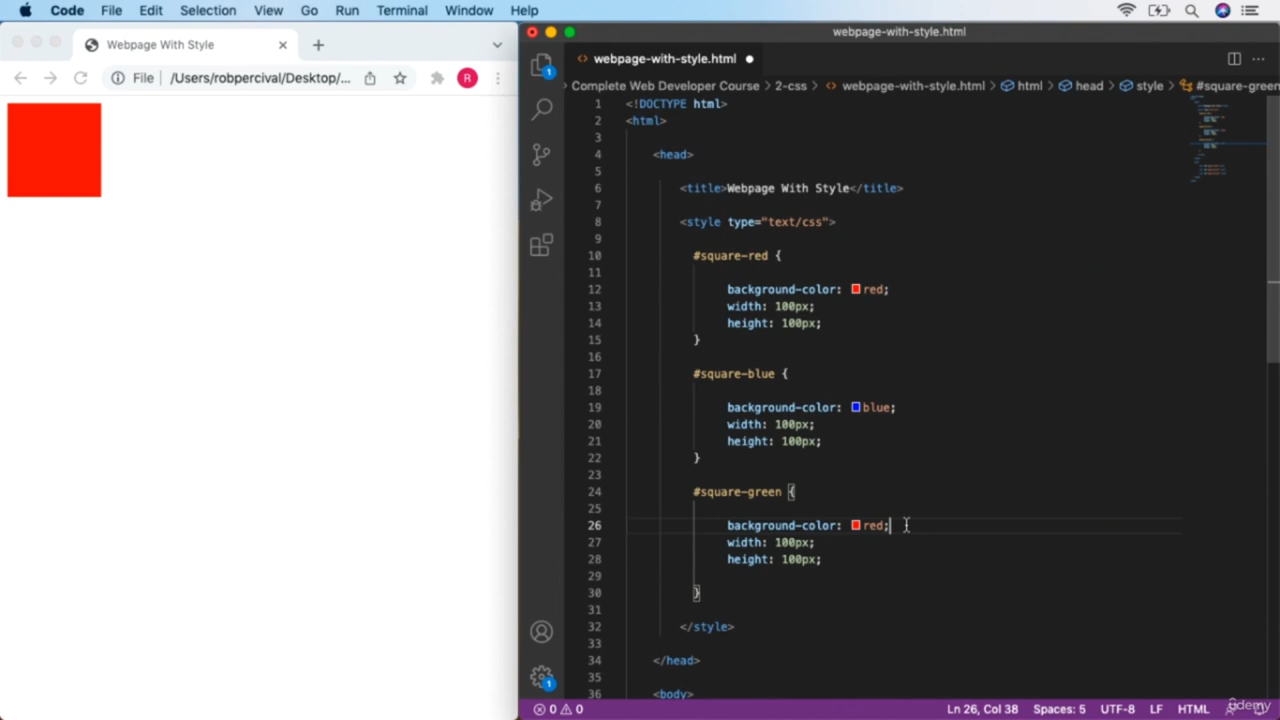 Code File Edit Selection View Go Run Terminal Window Help
Webpage With Style
File /Users/robpercival/Desktop/... R
webpage-with-style.html
webpage-with-style.html
Complete Web Developer Course > 2-css > webpage-with-style.html > html > head > style > #square-green
1 <!DOCTYPE html>
2 <html>
3
4 <head>
5
6 <title>Webpage With Style</title>
7
8 <style type="text/css">
9
10 #square-red {
11
12 background-color: red;
13 width: 100px;
14 height: 100px;
15 }
16
17 #square-blue {
18
19 background-color: blue;
20 width: 100px;
21 height: 100px;
22 }
23
24 #square-green {
25
26 background-color: red;
27 width: 100px;
28 height: 100px;
29
30 }
31
32 </style>
33
34 </head>
35
36 <body>
1
1
0 0 Ln 26, Col 38 Spaces: 5 UTF-8 LF HTML
udemy